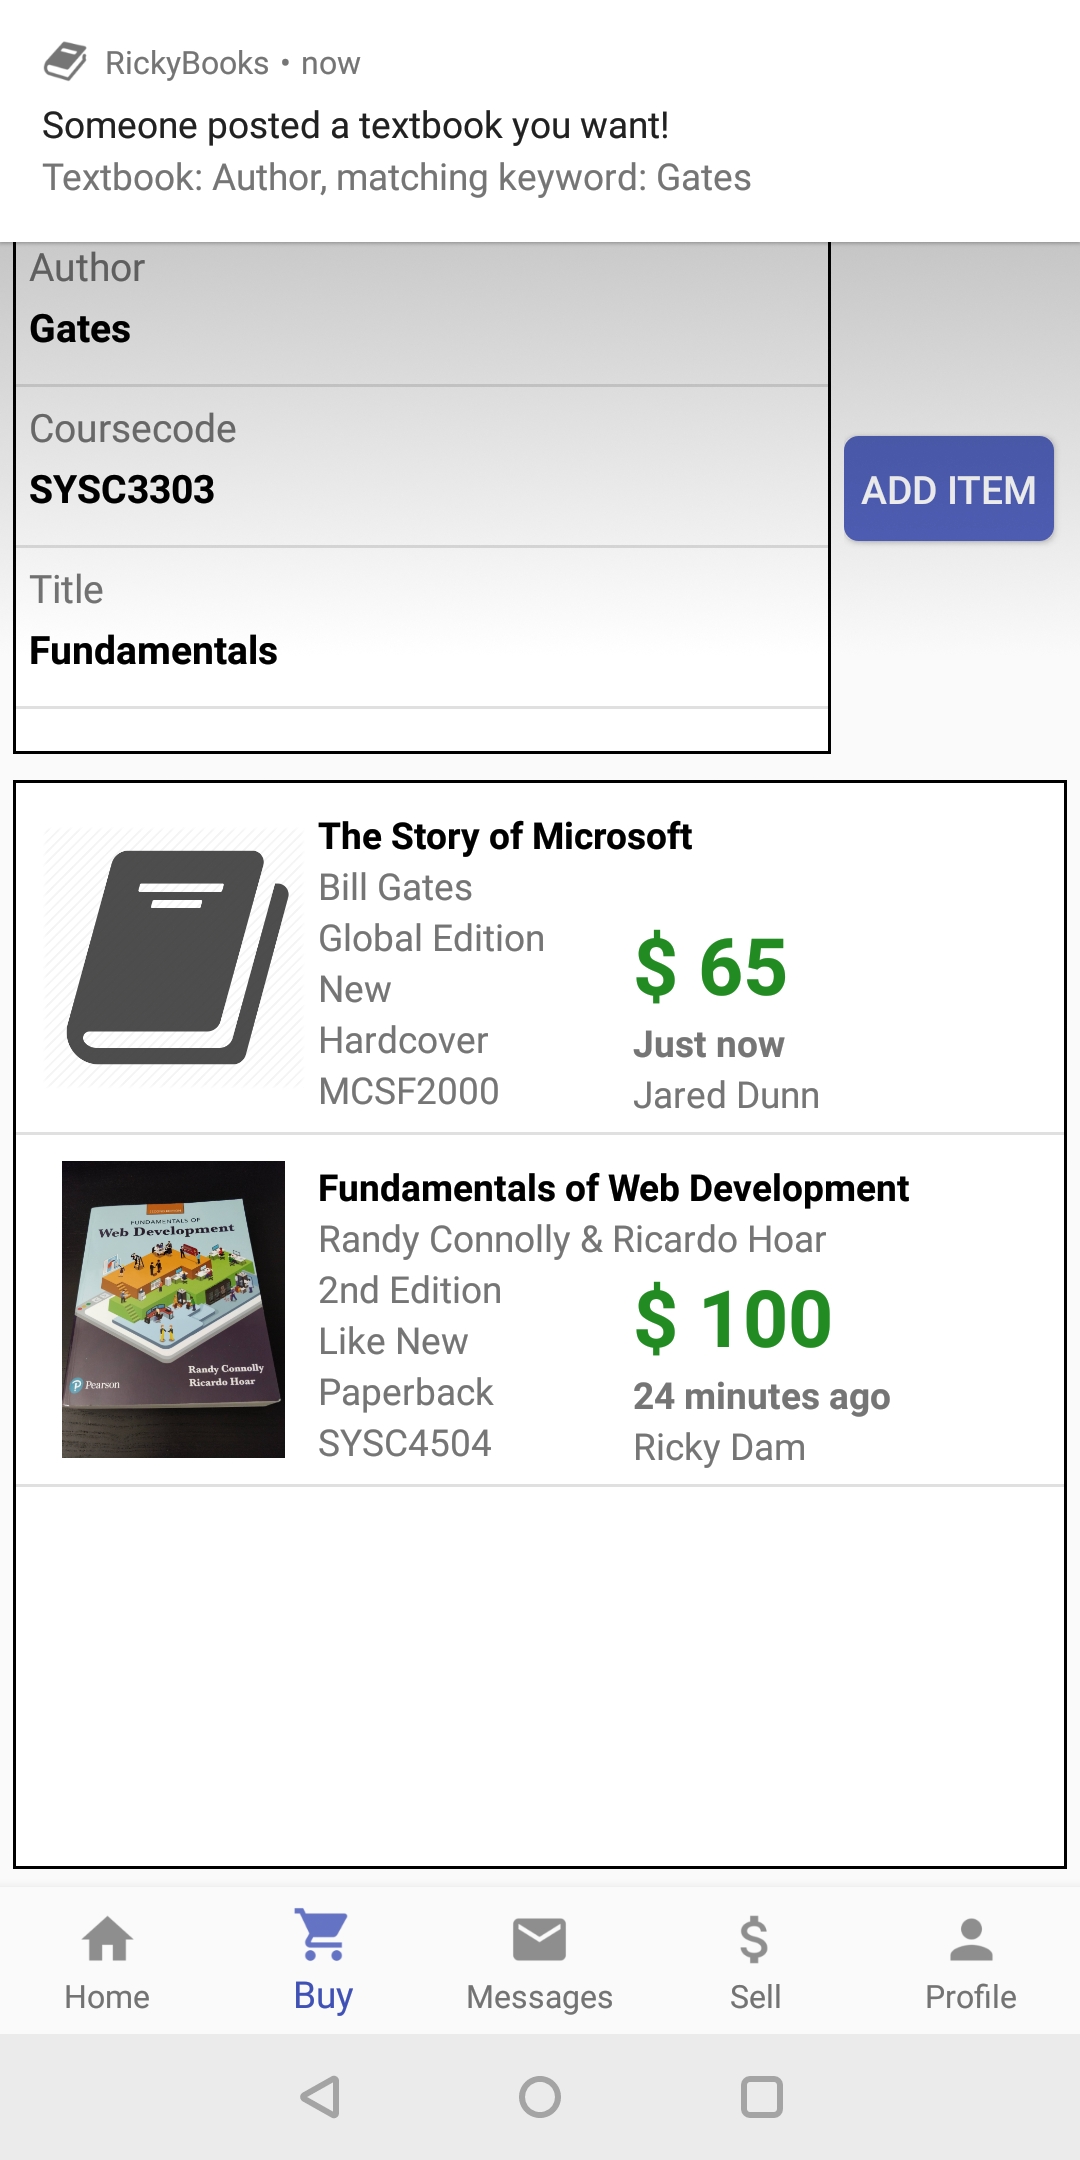 RickyBooks • now
Someone posted a textbook you want!
Textbook: Author, matching keyword: Gates
Author
Gates
Coursecode
SYSC3303
ADD ITEM
Title
Fundamentals
The Story of Microsoft
Bill Gates
Global Edition
New
Hardcover
MCSF2000
$ 65
Just now
Jared Dunn
FUNDAMENTALS OF
Web Development
Randy Connolly
Ricardo Hoar
Pearson
Fundamentals of Web Development
Randy Connolly & Ricardo Hoar
2nd Edition
Like New
Paperback
SYSC4504
$ 100
24 minutes ago
Ricky Dam
Home
Buy
Messages
Sell
Profile